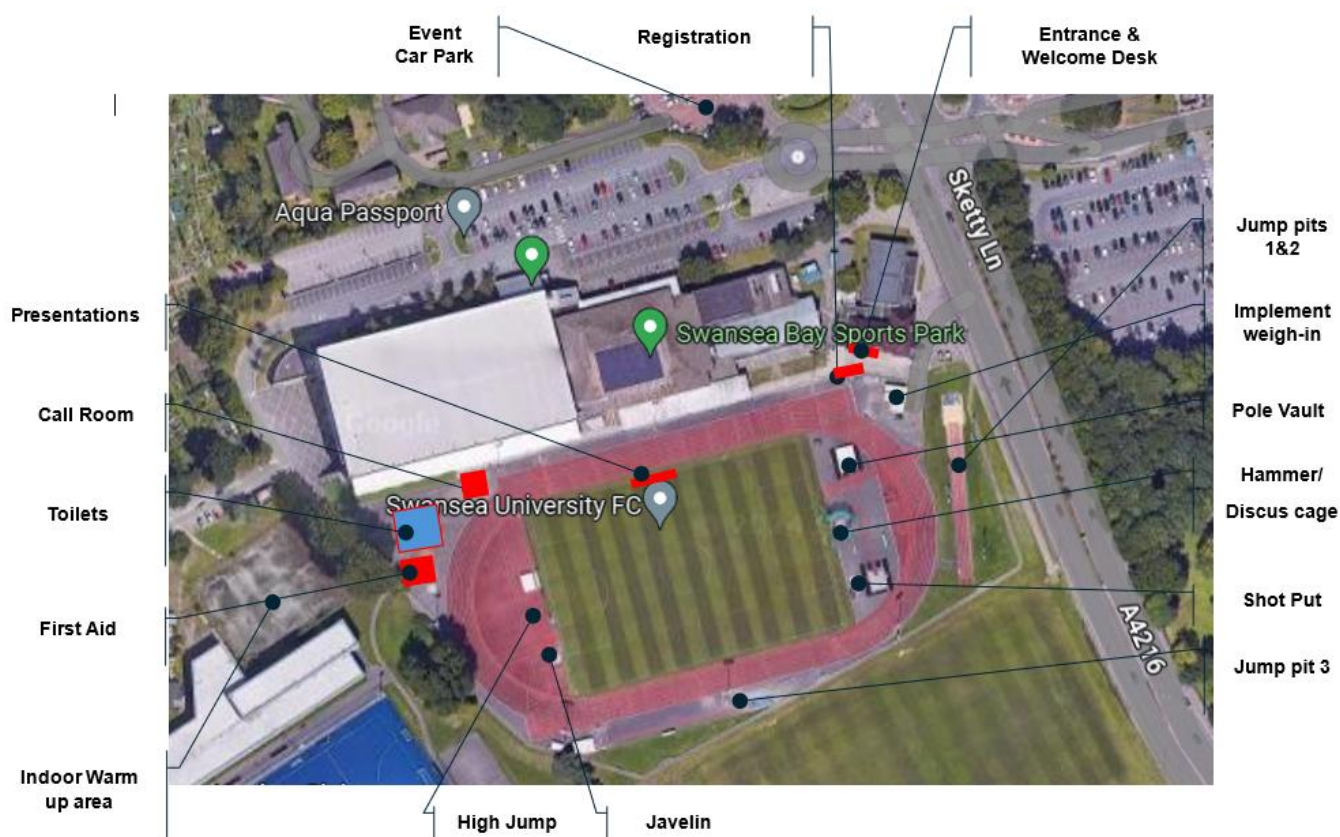 Event
Car Park
Registration
Entrance &
Welcome Desk
Aqua Passport
Sketty Ln
Jump pits
1&2
Presentations
Swansea Bay Sports Park
Implement
weigh-in
Call Room
Google
Pole Vault
Swansea University FC
Hammer/
Discus cage
Toilets
First Aid
Shot Put
A4216
Jump pit 3
Indoor Warm
up area
High Jump
Javelin